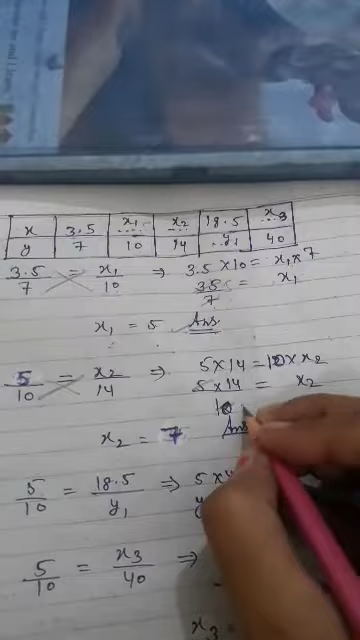 x 3.5 x₁ x₂ 18.5 x₃
y 7 10 14 y₁ 40
3.5/7 = x₁/10 ⇒ 3.5 × 10 = x₁ × 7
/7 = x₁
x₁ = 5 Ans
5/10 = x₂/14 ⇒ 5 × 14 = 10 × x₂
5 × 14/10 = x₂
x₂ = 7 Ans
5/10 = 18.5/y₁ ⇒ 5 × y
y
5/10 = x₃/40 ⇒
x₃ =